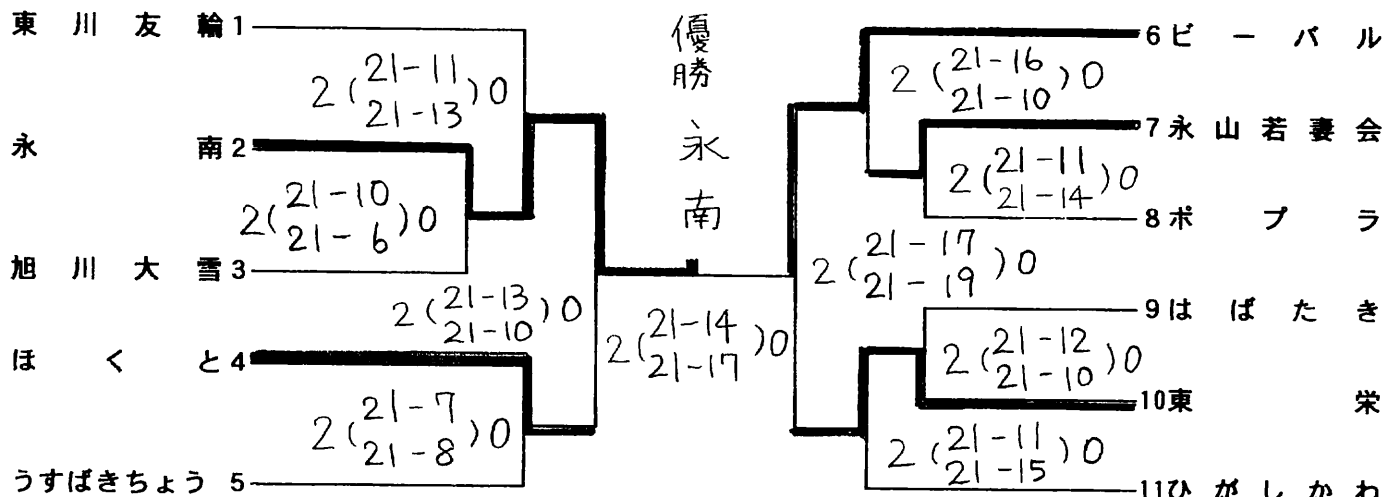 東川友輪 1
2(21-11 21-13)0
永南 2
2(21-10 21-6)0
旭川大雪 3
2(21-13 21-10)0
ほくと 4
2(21-7 21-8)0
うすばきちょう 5
優勝 永南
2(21-14 21-17)0
6 ビーバル
2(21-16 21-10)0
7 永山若妻会
2(21-11 21-14)0
8 ポプラ
2(21-17 21-19)0
9 はばたき
2(21-12 21-10)0
10 東栄
2(21-11 21-15)0
11 ひがしかわ